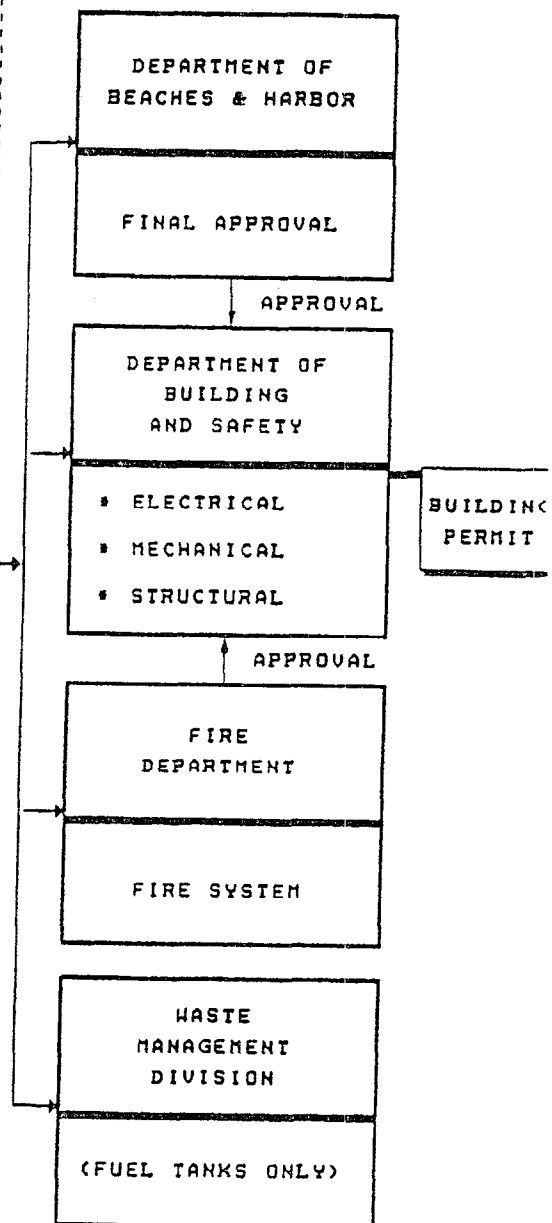 DEPARTMENT OF
BEACHES & HARBOR
FINAL APPROVAL
APPROVAL
DEPARTMENT OF
BUILDING
AND SAFETY
* ELECTRICAL
* MECHANICAL
* STRUCTURAL
BUILDING
PERMIT
APPROVAL
FIRE
DEPARTMENT
FIRE SYSTEM
WASTE
MANAGEMENT
DIVISION
(FUEL TANKS ONLY)